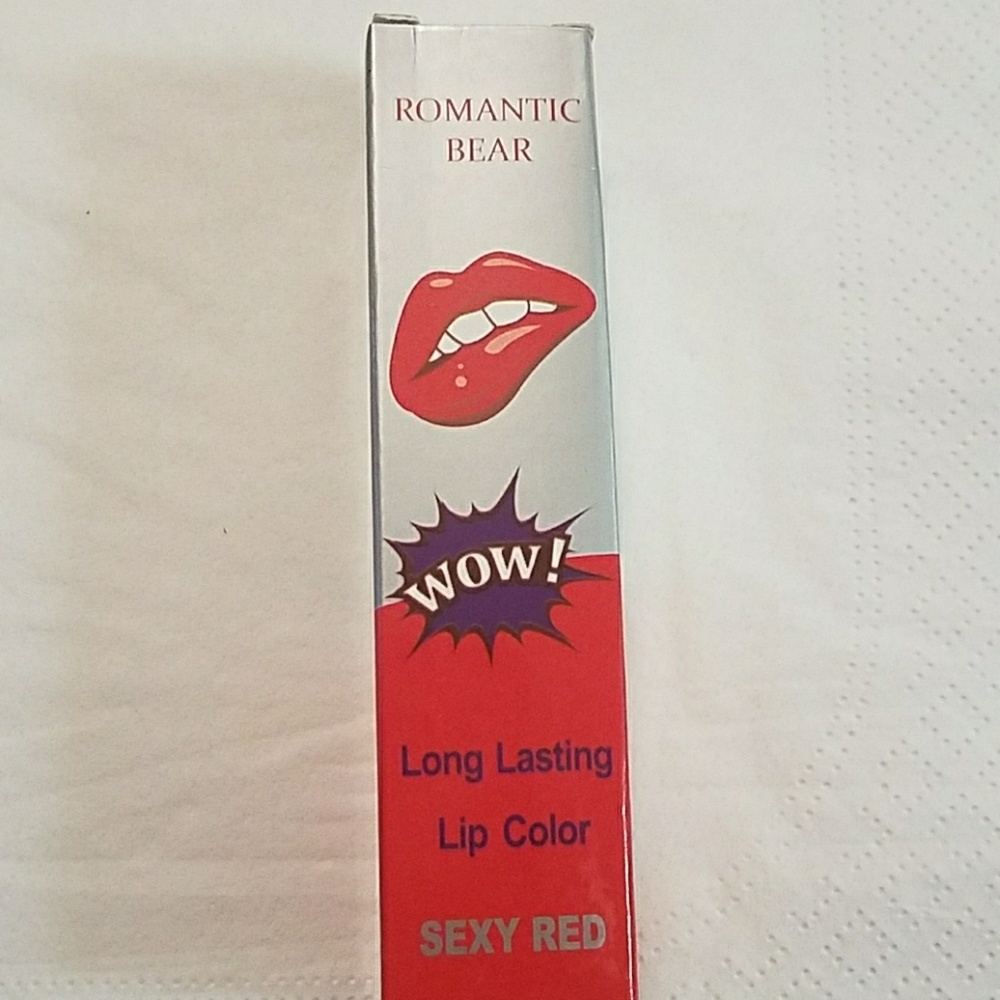 ROMANTIC
BEAR
WOW!
Long Lasting
Lip Color
SEXY RED